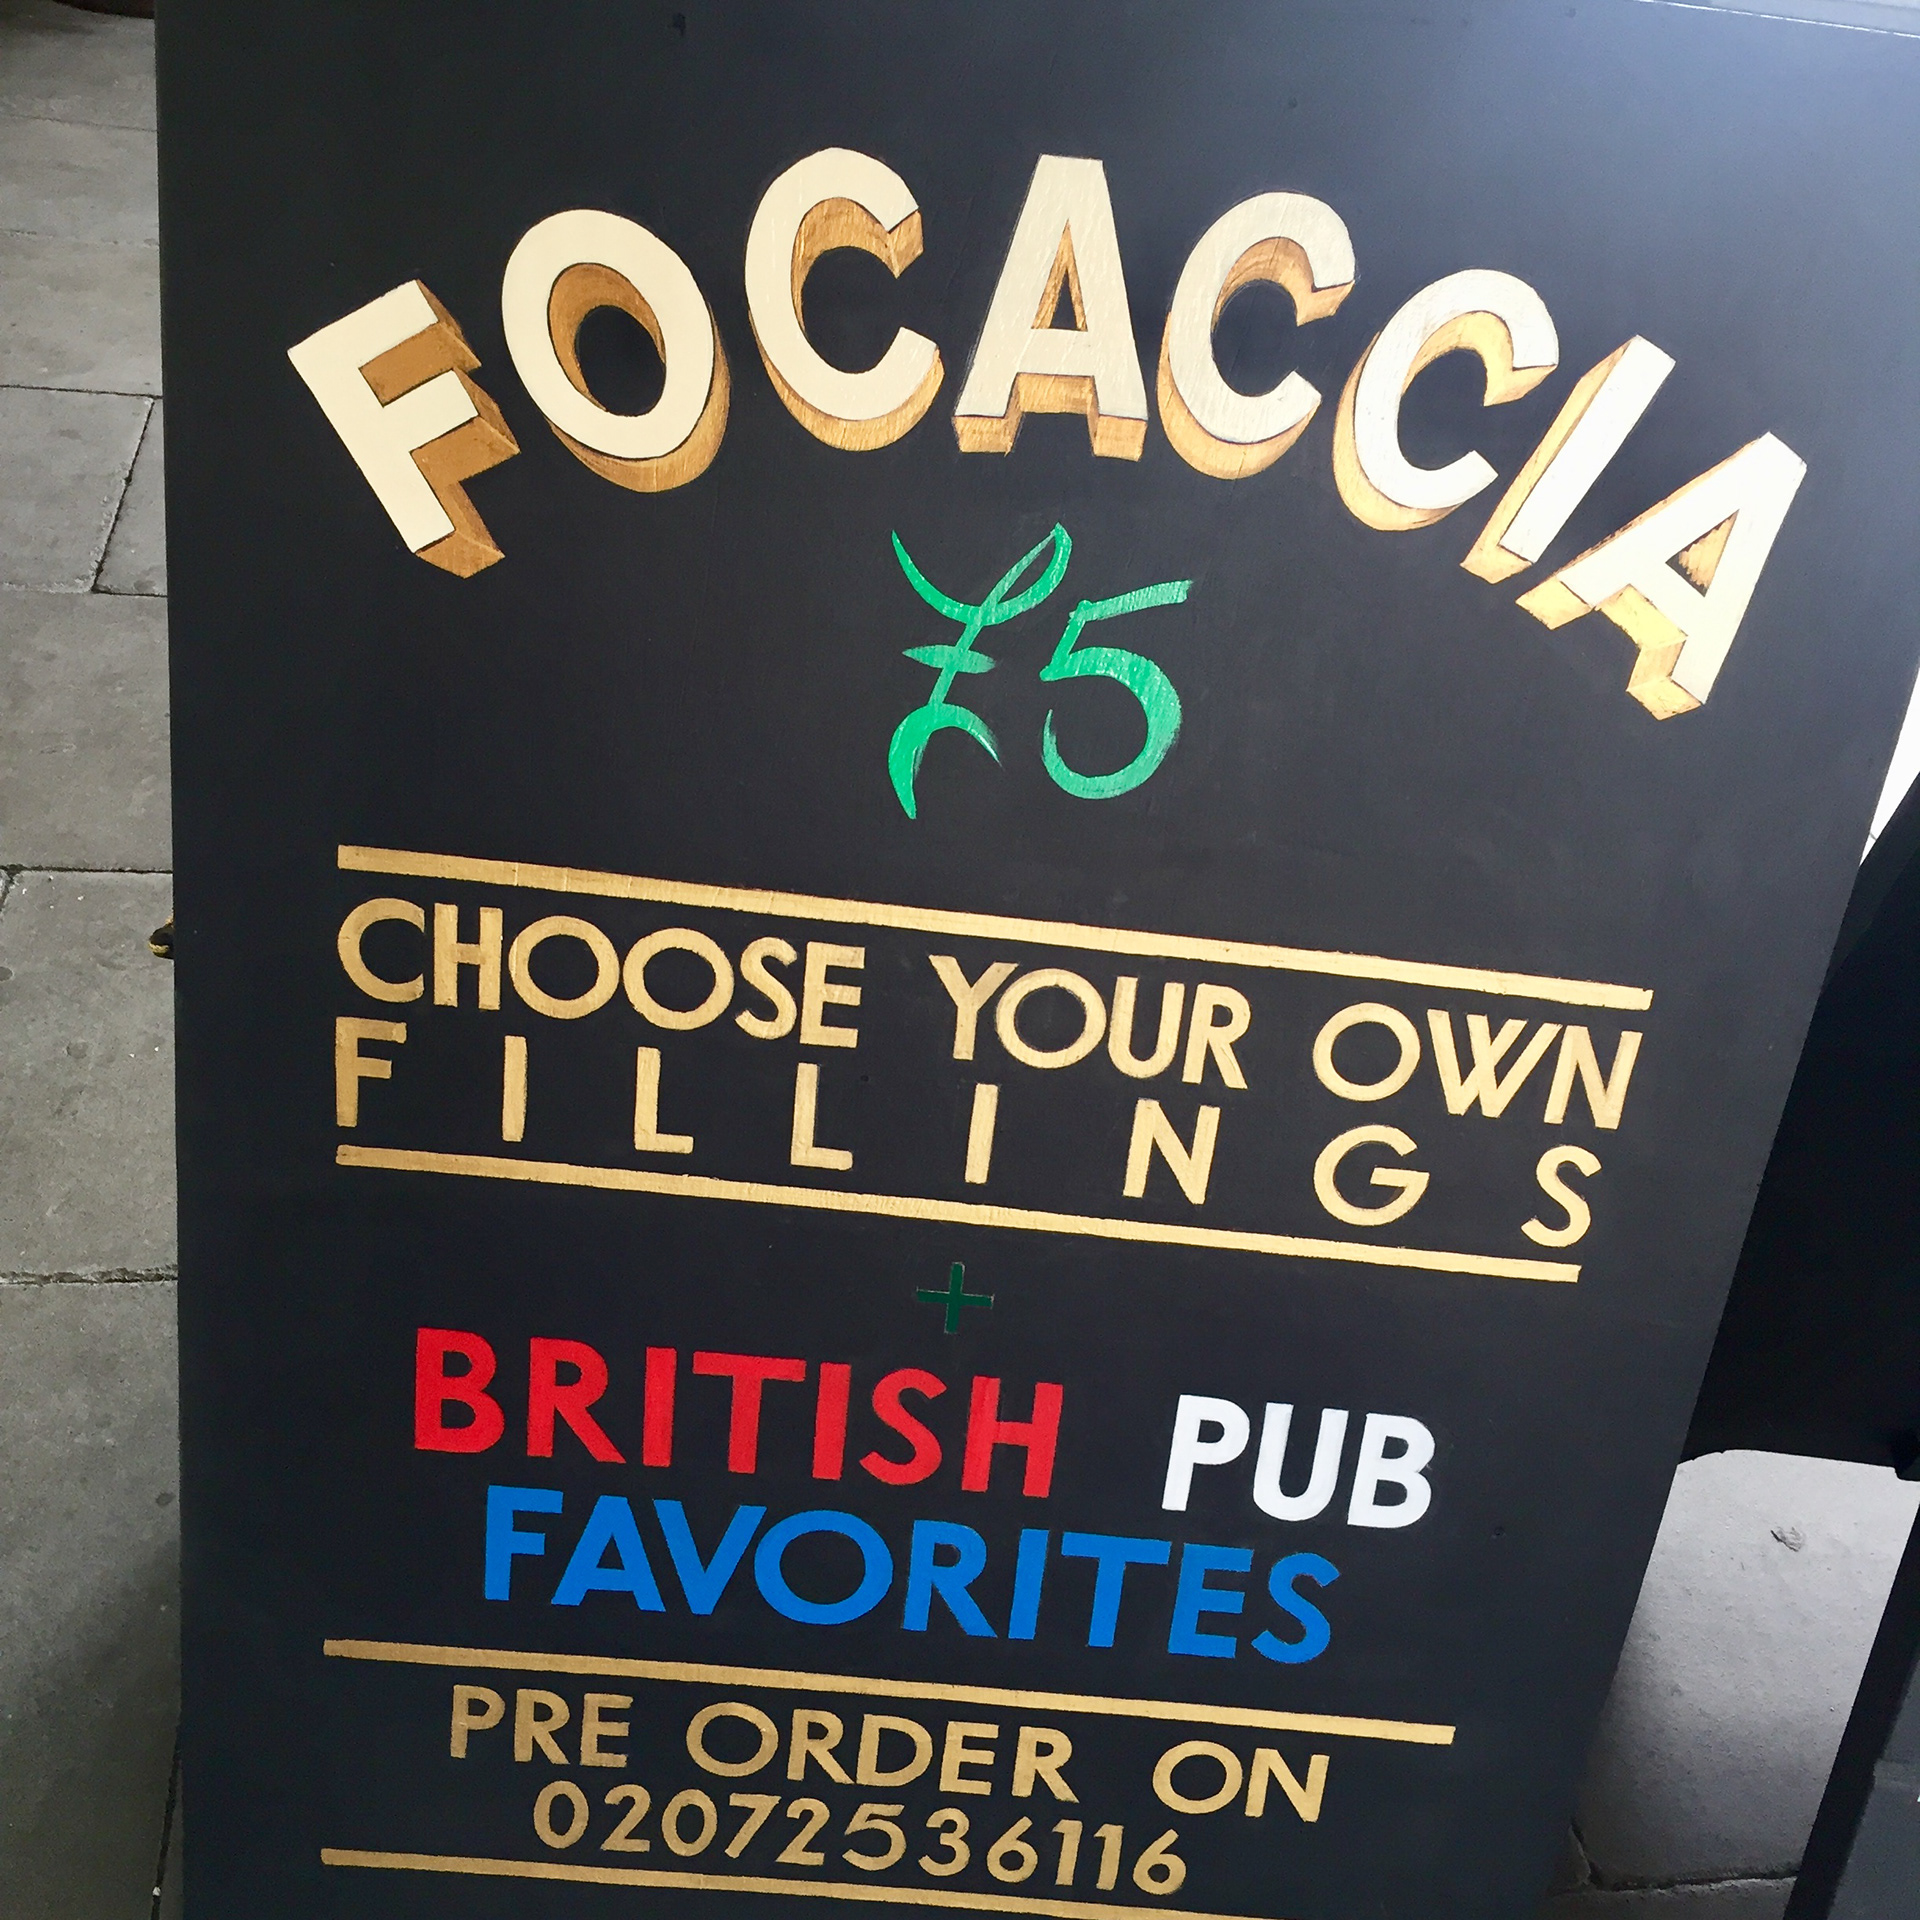 FOCACCIA
£5
CHOOSE YOUR OWN
FILLINGS
+
BRITISH PUB
FAVORITES
PRE ORDER ON
02072536116